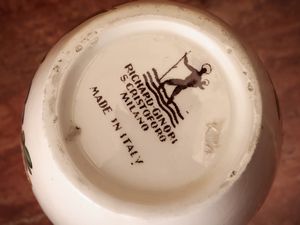 RICHARD-GINORI
S. CRISTOFORO
MILANO
MADE IN ITALY